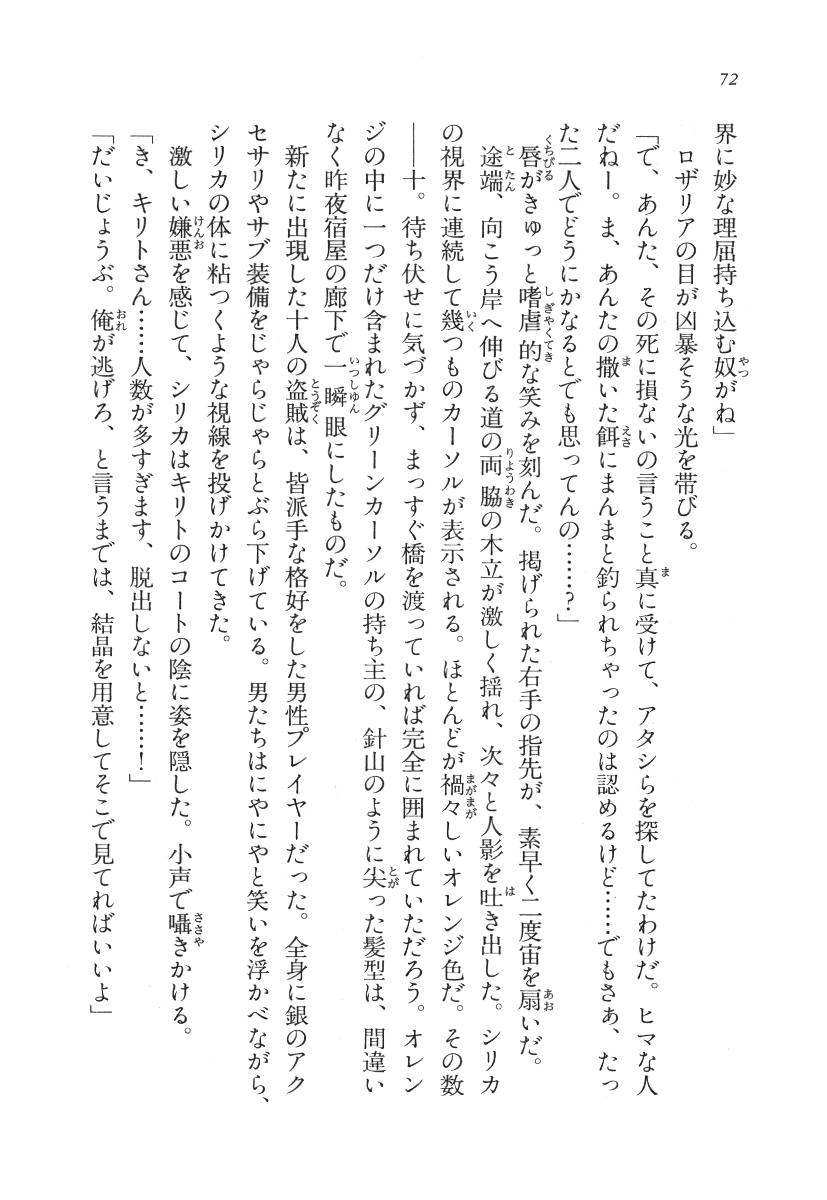 72
界に妙な理屈持ち込む奴がね」
ロザリアの目が凶暴そうな光を帯びる。
「で、あんた、その死に損ないの言うこと真に受けて、アタシらを探してたわけだ。ヒマな人
だねー。ま、あんたの撒いた餌にまんまと釣られちゃったのは認めるけど……でもさぁ、たっ
た二人でどうにかなるとでも思ってんの……?」
唇がきゅっと嗜虐的な笑みを刻んだ。掲げられた右手の指先が、素早く二度宙を扇いだ。
途端、向こう岸へ伸びる道の両脇の木立が激しく揺れ、次々と人影を吐き出した。シリカ
の視界に連続して幾つものカーソルが表示される。ほとんどが禍々しいオレンジ色だ。その数
――十。待ち伏せに気づかず、まっすぐ橋を渡っていれば完全に囲まれていただろう。オレン
ジの中に一つだけ含まれたグリーンカーソルの持ち主の、針山のように尖った髪型は、間違い
なく昨夜宿屋の廊下で一瞬眼にしたものだ。
新たに出現した十人の盗賊は、皆派手な格好をした男性プレイヤーだった。全身に銀のアク
セサリやサブ装備をじゃらじゃらとぶら下げている。男たちはにやにやと笑いを浮かべながら、
シリカの体に粘つくような視線を投げかけてきた。
激しい嫌悪を感じて、シリカはキリトのコートの陰に姿を隠した。小声で囁きかける。
「き、キリトさん……人数が多すぎます、脱出しないと……!」
「だいじょうぶ。俺が逃げろ、と言うまでは、結晶を用意してそこで見てればいいよ」